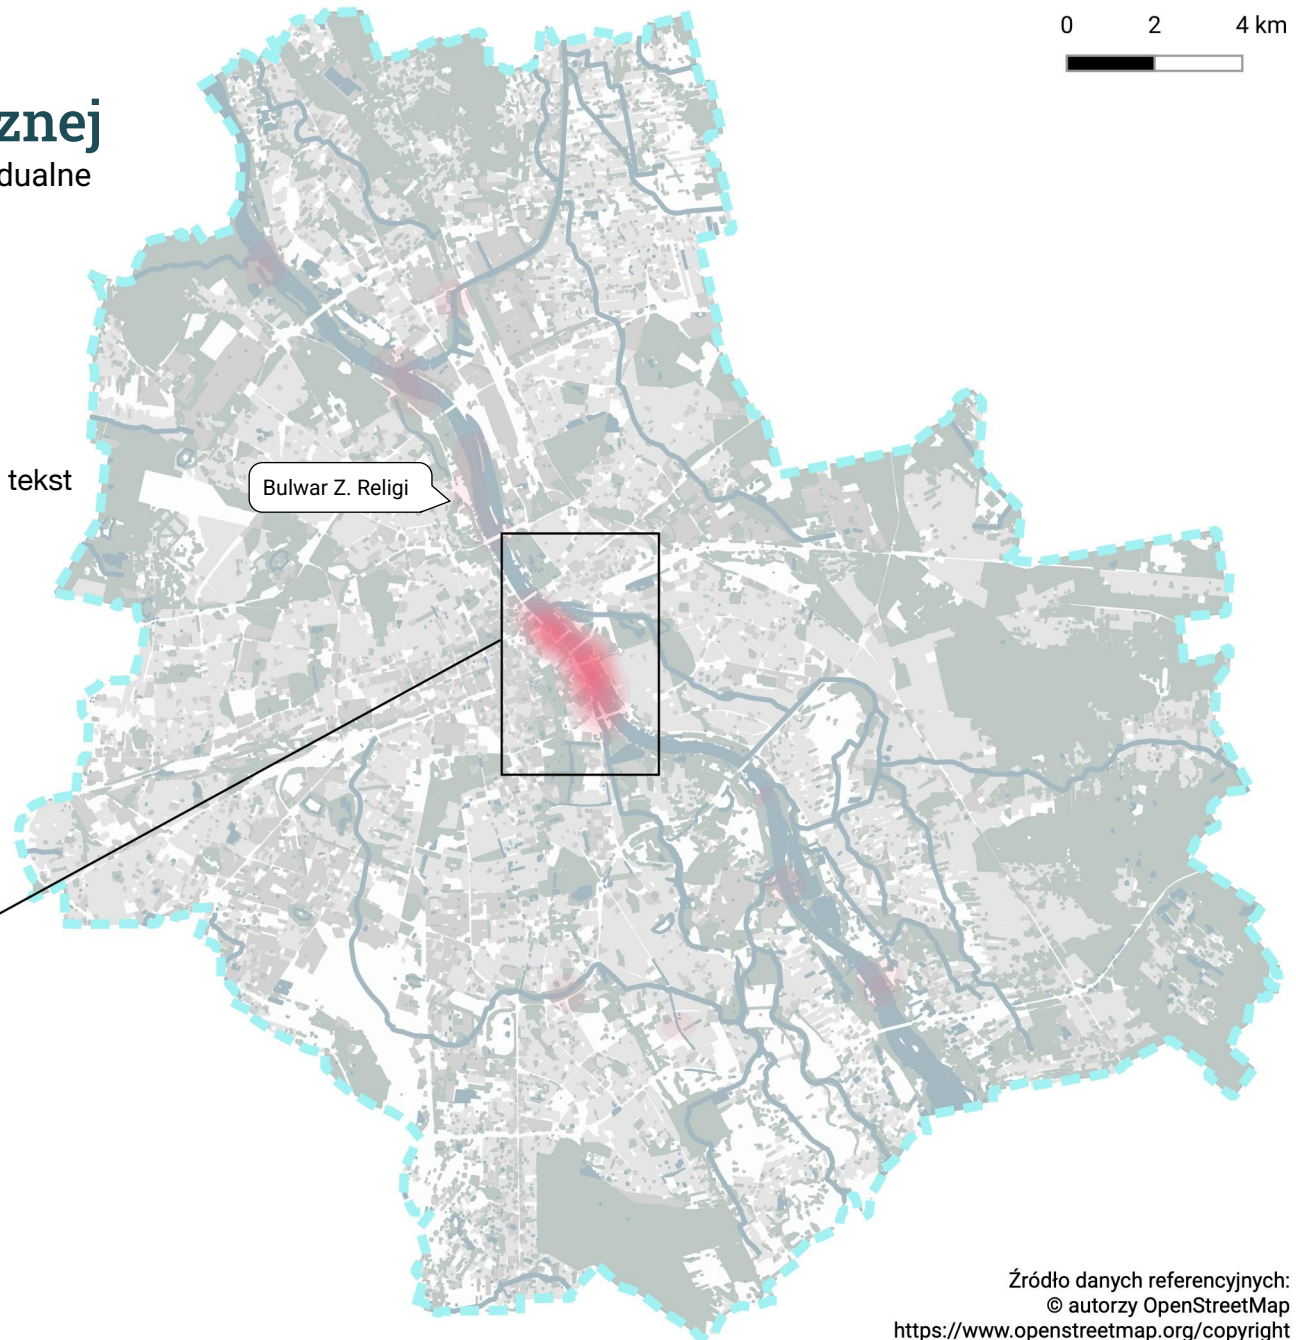 0 2 4 km
znej
dualne
tekst
Bulwar Z. Religi
Źródło danych referencyjnych:
© autorzy OpenStreetMap
https://www.openstreetmap.org/copyright